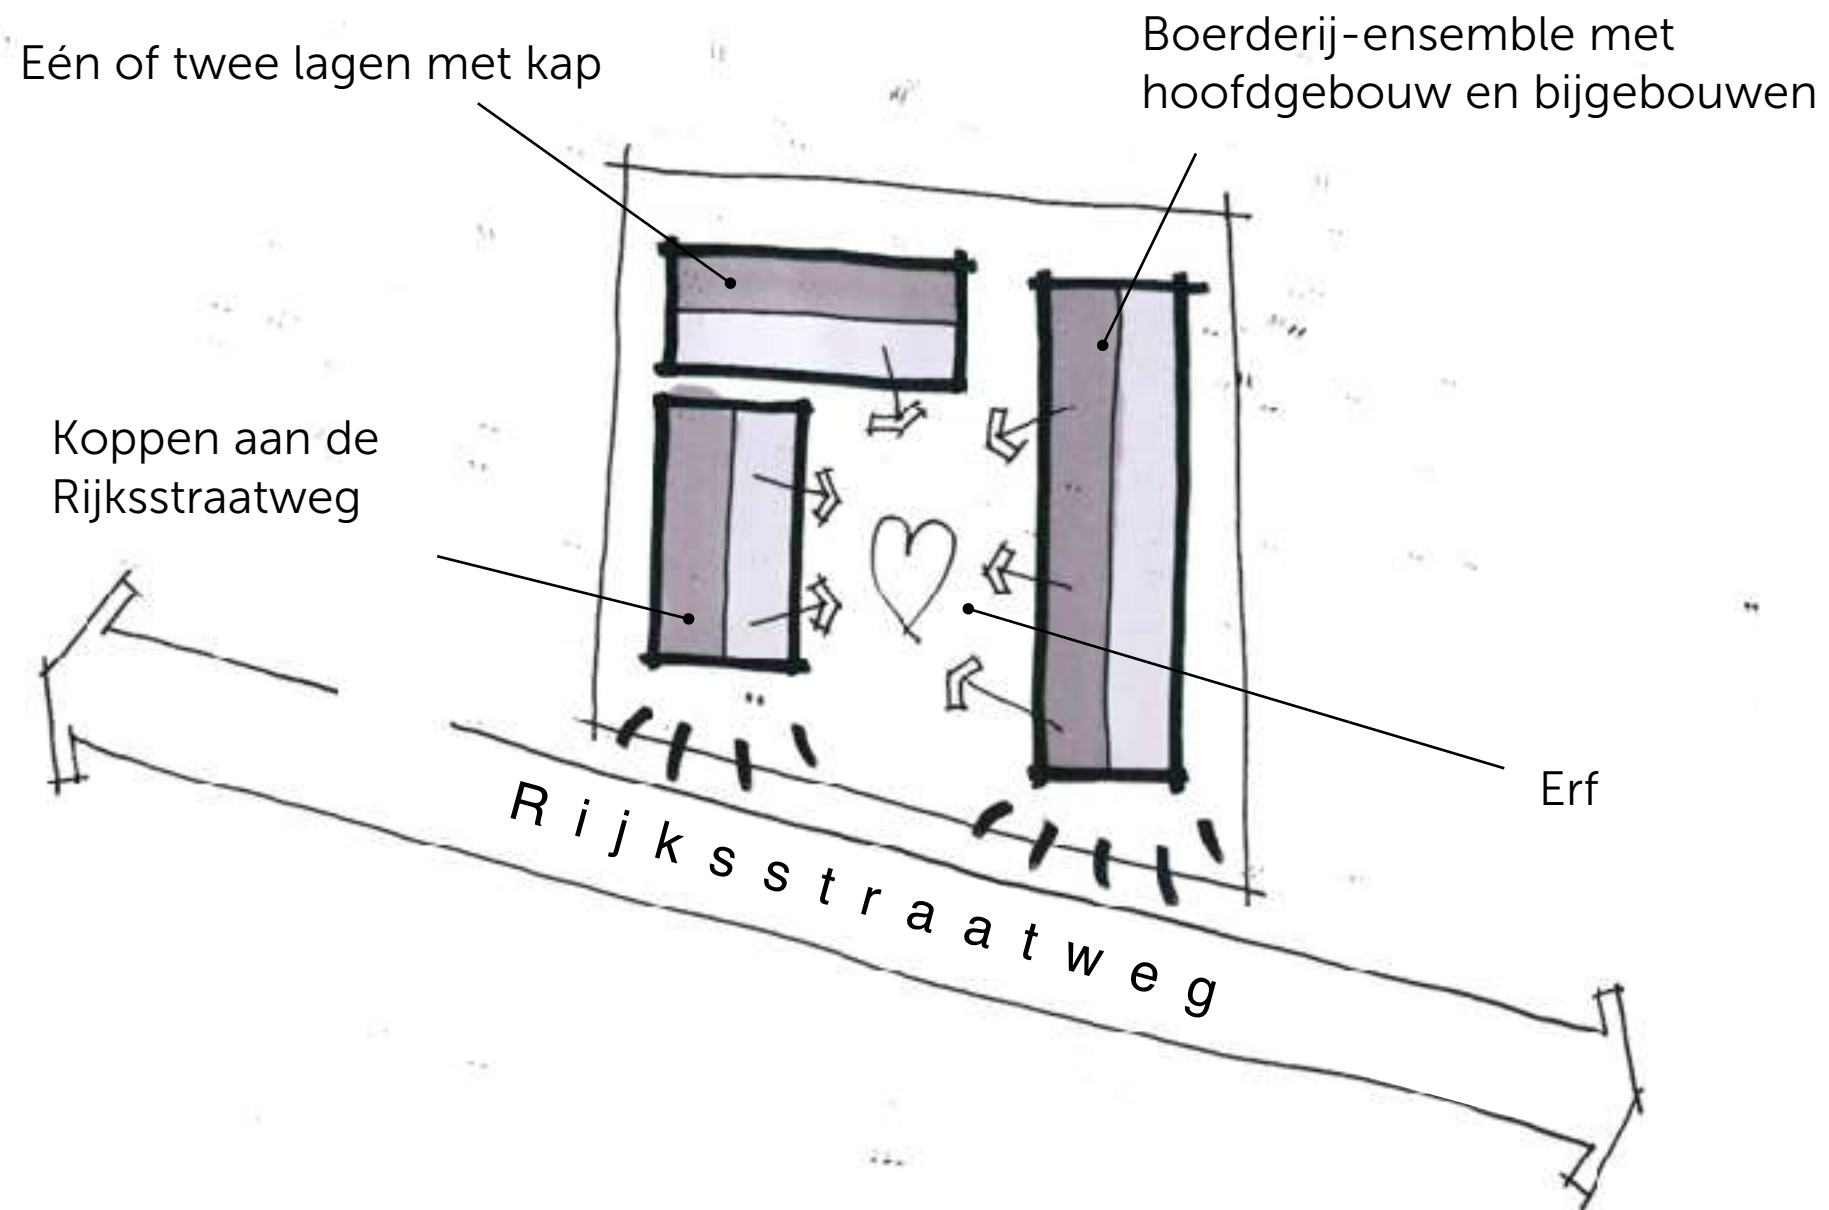 Eén of twee lagen met kap
Boerderij-ensemble met
hoofdgebouw en bijgebouwen
Koppen aan de
Rijksstraatweg
Erf
Rijksstraatweg